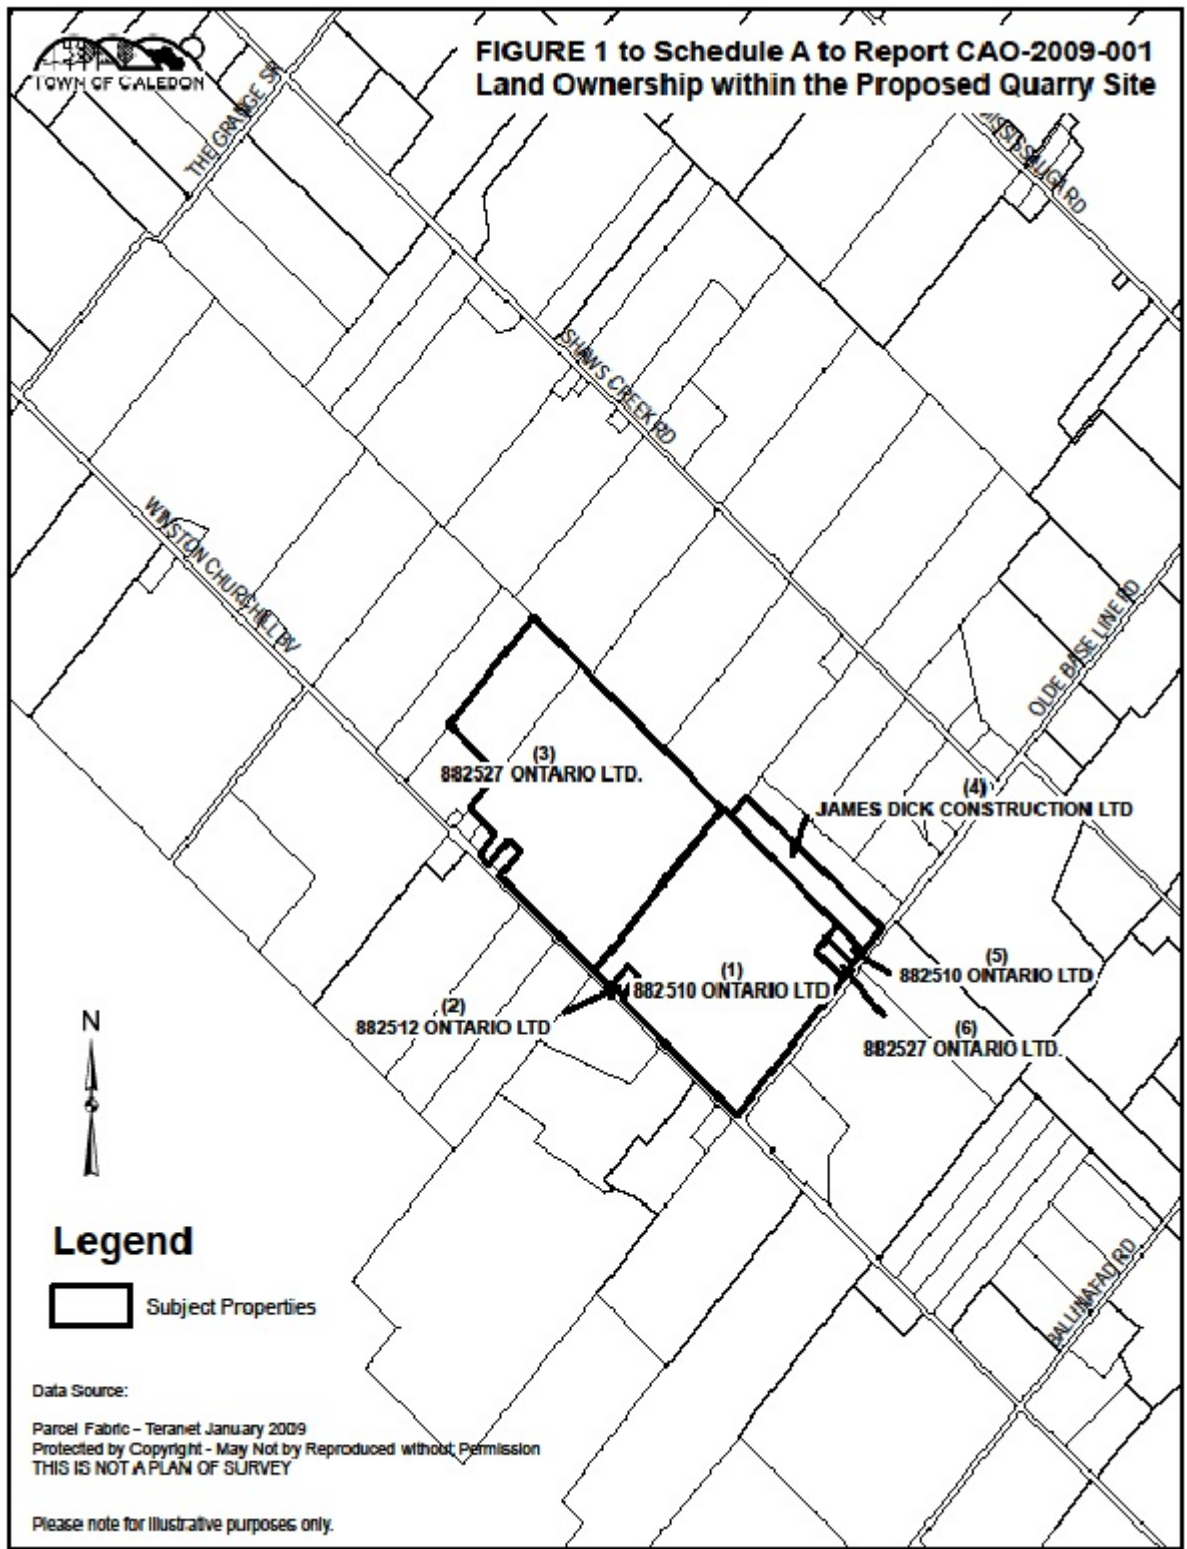 TOWN OF CALEDON
FIGURE 1 to Schedule A to Report CAO-2009-001
Land Ownership within the Proposed Quarry Site
THE GRANGE SR
MISSISSAUGA RD
SHAWS CREEK RD
WINSTON CHURCHILL BV
OLDE BASE LINE RD
(3)
882527 ONTARIO LTD.
(4)
JAMES DICK CONSTRUCTION LTD
(1)
882510 ONTARIO LTD
(5)
882510 ONTARIO LTD
(2)
882512 ONTARIO LTD
(6)
882527 ONTARIO LTD.
N
BALLINAFAD RD
Legend
Subject Properties
Data Source:
Parcel Fabric - Teranet January 2009
Protected by Copyright - May Not by Reproduced without Permission
THIS IS NOT A PLAN OF SURVEY
Please note for illustrative purposes only.